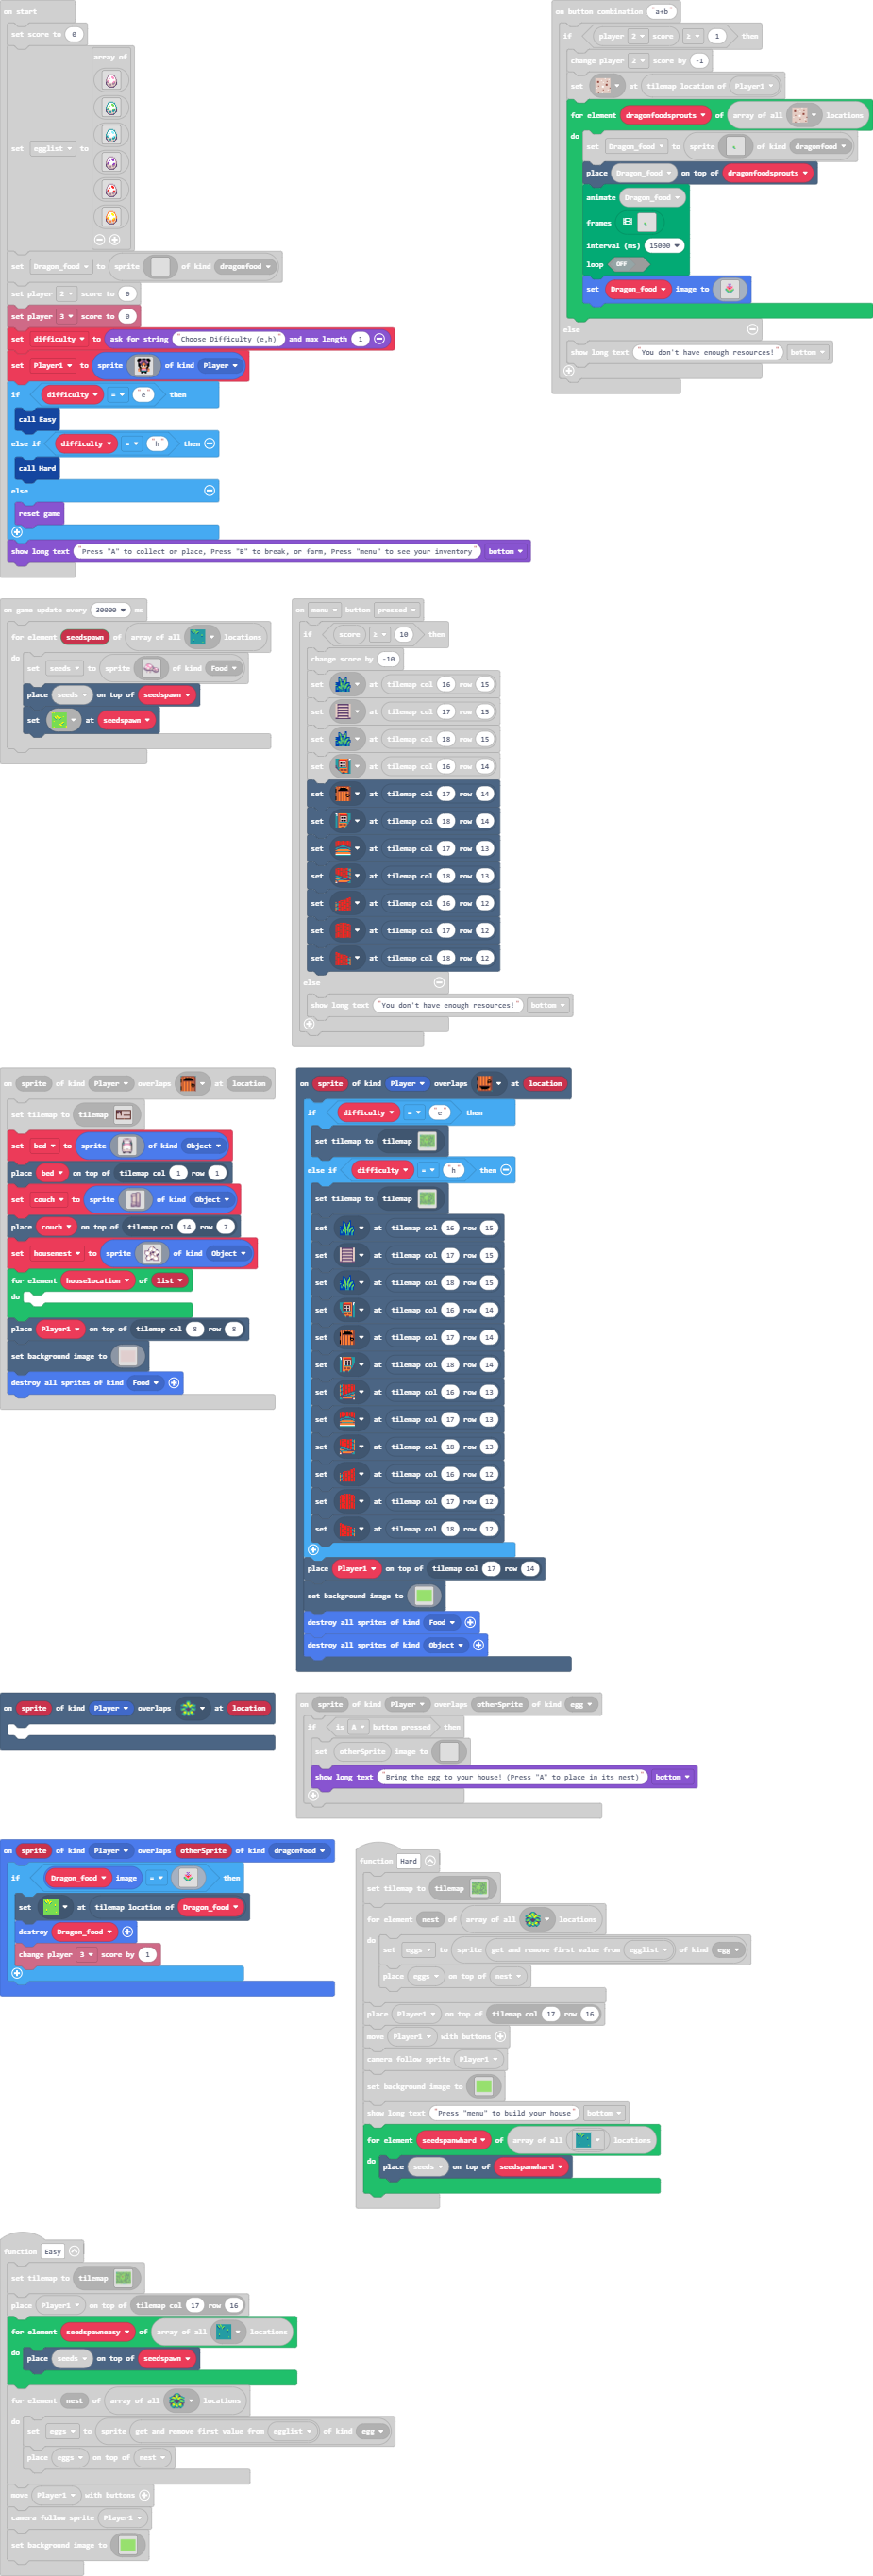 on start
set score to 0
set egglist to array of
set Dragon_food to sprite of kind dragonfood
set player 2 score to 0
set player 3 score to 0
set difficulty to ask for string "Choose Difficulty (e,h)" and max length 1
set Player1 to sprite of kind Player
if difficulty = "e" then
call Easy
else if difficulty = "h" then
call Hard
else
reset game
show long text "Press "A" to collect or place, Press "B" to break, or farm, Press "menu" to see your inventory" bottom
on button combination "a+b"
if player 2 score ≥ 1 then
change player 2 score by -1
set at tilemap location of Player1
for element dragonfoodsprouts of array of all locations
do
set Dragon_food to sprite of kind dragonfood
place Dragon_food on top of dragonfoodsprouts
animate Dragon_food
frames
interval (ms) 15000
loop OFF
set Dragon_food image to
else
show long text "You don't have enough resources!" bottom
on game update every 30000 ms
for element seedspawn of array of all locations
do
set seeds to sprite of kind Food
place seeds on top of seedspawn
set at seedspawn
on menu button pressed
if score ≥ 10 then
change score by -10
set at tilemap col 16 row 15
set at tilemap col 17 row 15
set at tilemap col 18 row 15
set at tilemap col 16 row 14
set at tilemap col 17 row 14
set at tilemap col 18 row 14
set at tilemap col 17 row 13
set at tilemap col 18 row 13
set at tilemap col 16 row 12
set at tilemap col 17 row 12
set at tilemap col 18 row 12
else
show long text "You don't have enough resources!" bottom
on sprite of kind Player overlaps at location
set tilemap to tilemap
set bed to sprite of kind Object
place bed on top of tilemap col 1 row 1
set couch to sprite of kind Object
place couch on top of tilemap col 14 row 7
set housenest to sprite of kind Object
for element houselocation of list
do
place Player1 on top of tilemap col 8 row 8
set background image to
destroy all sprites of kind Food
on sprite of kind Player overlaps at location
if difficulty = "e" then
set tilemap to tilemap
else if difficulty = "h" then
set tilemap to tilemap
set at tilemap col 16 row 15
set at tilemap col 17 row 15
set at tilemap col 18 row 15
set at tilemap col 16 row 14
set at tilemap col 17 row 14
set at tilemap col 18 row 14
set at tilemap col 16 row 13
set at tilemap col 17 row 13
set at tilemap col 18 row 13
set at tilemap col 16 row 12
set at tilemap col 17 row 12
set at tilemap col 18 row 12
place Player1 on top of tilemap col 17 row 14
set background image to
destroy all sprites of kind Food
destroy all sprites of kind Object
on sprite of kind Player overlaps at location
on sprite of kind Player overlaps otherSprite of kind egg
if is A button pressed then
set otherSprite image to
show long text "Bring the egg to your house! (Press "A" to place in its nest)" bottom
on sprite of kind Player overlaps otherSprite of kind dragonfood
if Dragon_food image = then
set at tilemap location of Dragon_food
destroy Dragon_food
change player 3 score by 1
function Hard
set tilemap to tilemap
for element nest of array of all locations
do
set eggs to sprite get and remove first value from egglist of kind egg
place eggs on top of nest
place Player1 on top of tilemap col 17 row 16
move Player1 with buttons
camera follow sprite Player1
set background image to
show long text "Press "menu" to build your house" bottom
for element seedspawnhard of array of all locations
do
place seeds on top of seedspawnhard
function Easy
set tilemap to tilemap
place Player1 on top of tilemap col 17 row 16
for element seedspawneasy of array of all locations
do
place seeds on top of seedspawn
for element nest of array of all locations
do
set eggs to sprite get and remove first value from egglist of kind egg
place eggs on top of nest
move Player1 with buttons
camera follow sprite Player1
set background image to